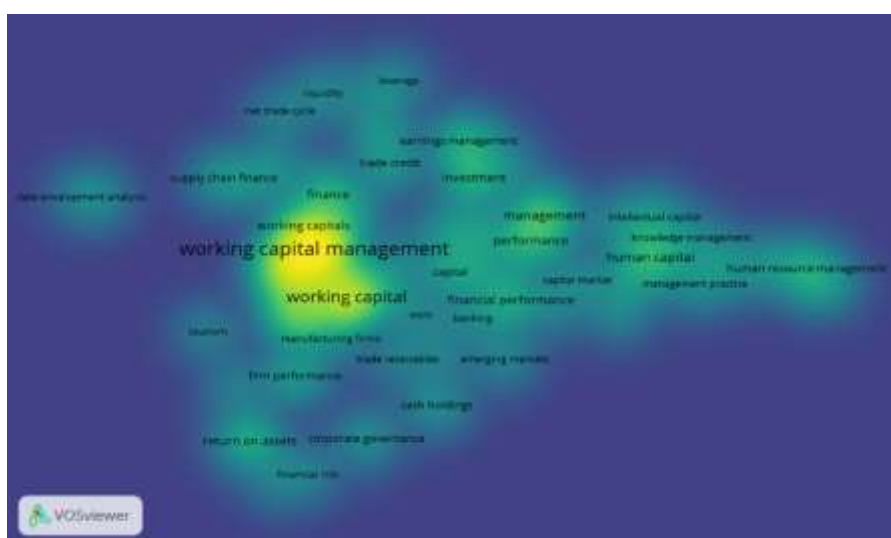 leverage
liquidity
net trade cycle
earnings management
trade credit
supply chain finance
investment
finance
management
intellectual capital
working capitals
performance
knowledge management
working capital management
human capital
capital
human resource management
capital market
management practice
working capital
financial performance
banking
tourism
manufacturing firms
trade receivables
emerging markets
firm performance
cash holdings
return on assets
corporate governance
financial risk
VOSviewer